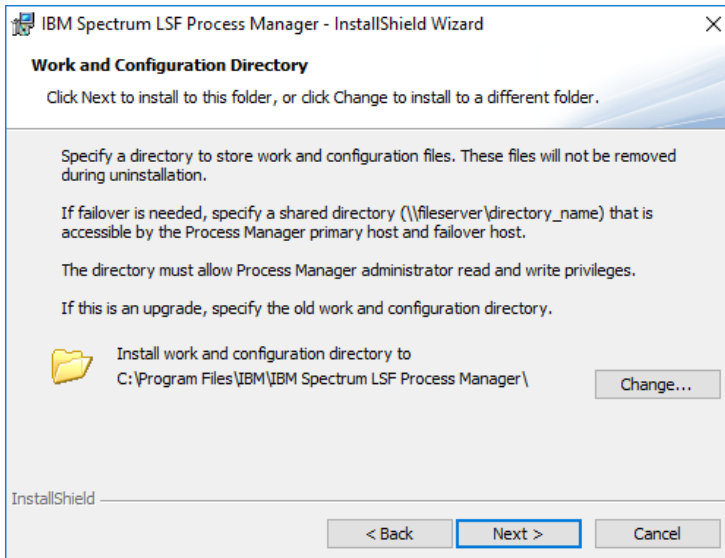 IBM Spectrum LSF Process Manager - InstallShield Wizard
Work and Configuration Directory
Click Next to install to this folder, or click Change to install to a different folder.
Specify a directory to store work and configuration files. These files will not be removed
during uninstallation.
If failover is needed, specify a shared directory (\\fileserver\directory_name) that is
accessible by the Process Manager primary host and failover host.
The directory must allow Process Manager administrator read and write privileges.
If this is an upgrade, specify the old work and configuration directory.
Install work and configuration directory to
C:\Program Files\IBM\IBM Spectrum LSF Process Manager\
Change...
InstallShield
< Back
Next >
Cancel